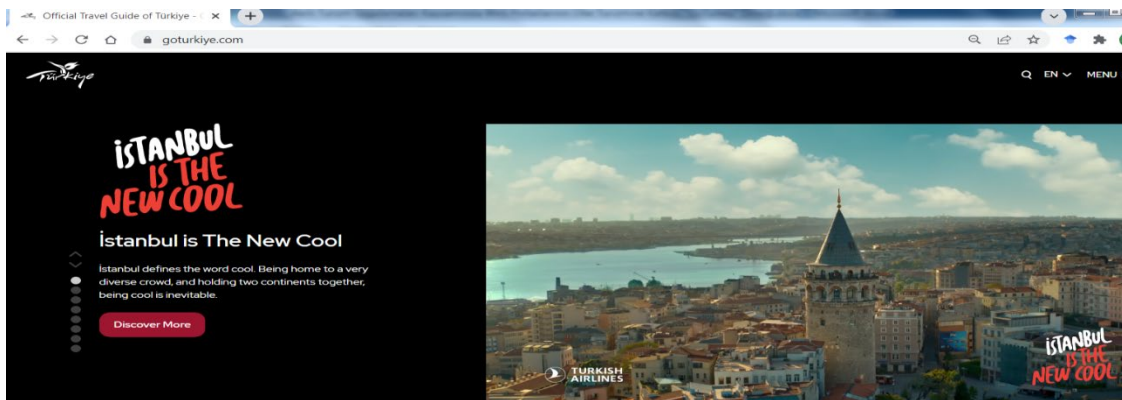 Official Travel Guide of Türkiye -
goturkiye.com
Türkiye
EN
MENU
İSTANBUL
IS THE
NEW COOL
İstanbul is The New Cool
İstanbul defines the word cool. Being home to a very
diverse crowd, and holding two continents together,
being cool is inevitable.
Discover More
TURKISH
AIRLINES
İSTANBUL
IS THE
NEW COOL